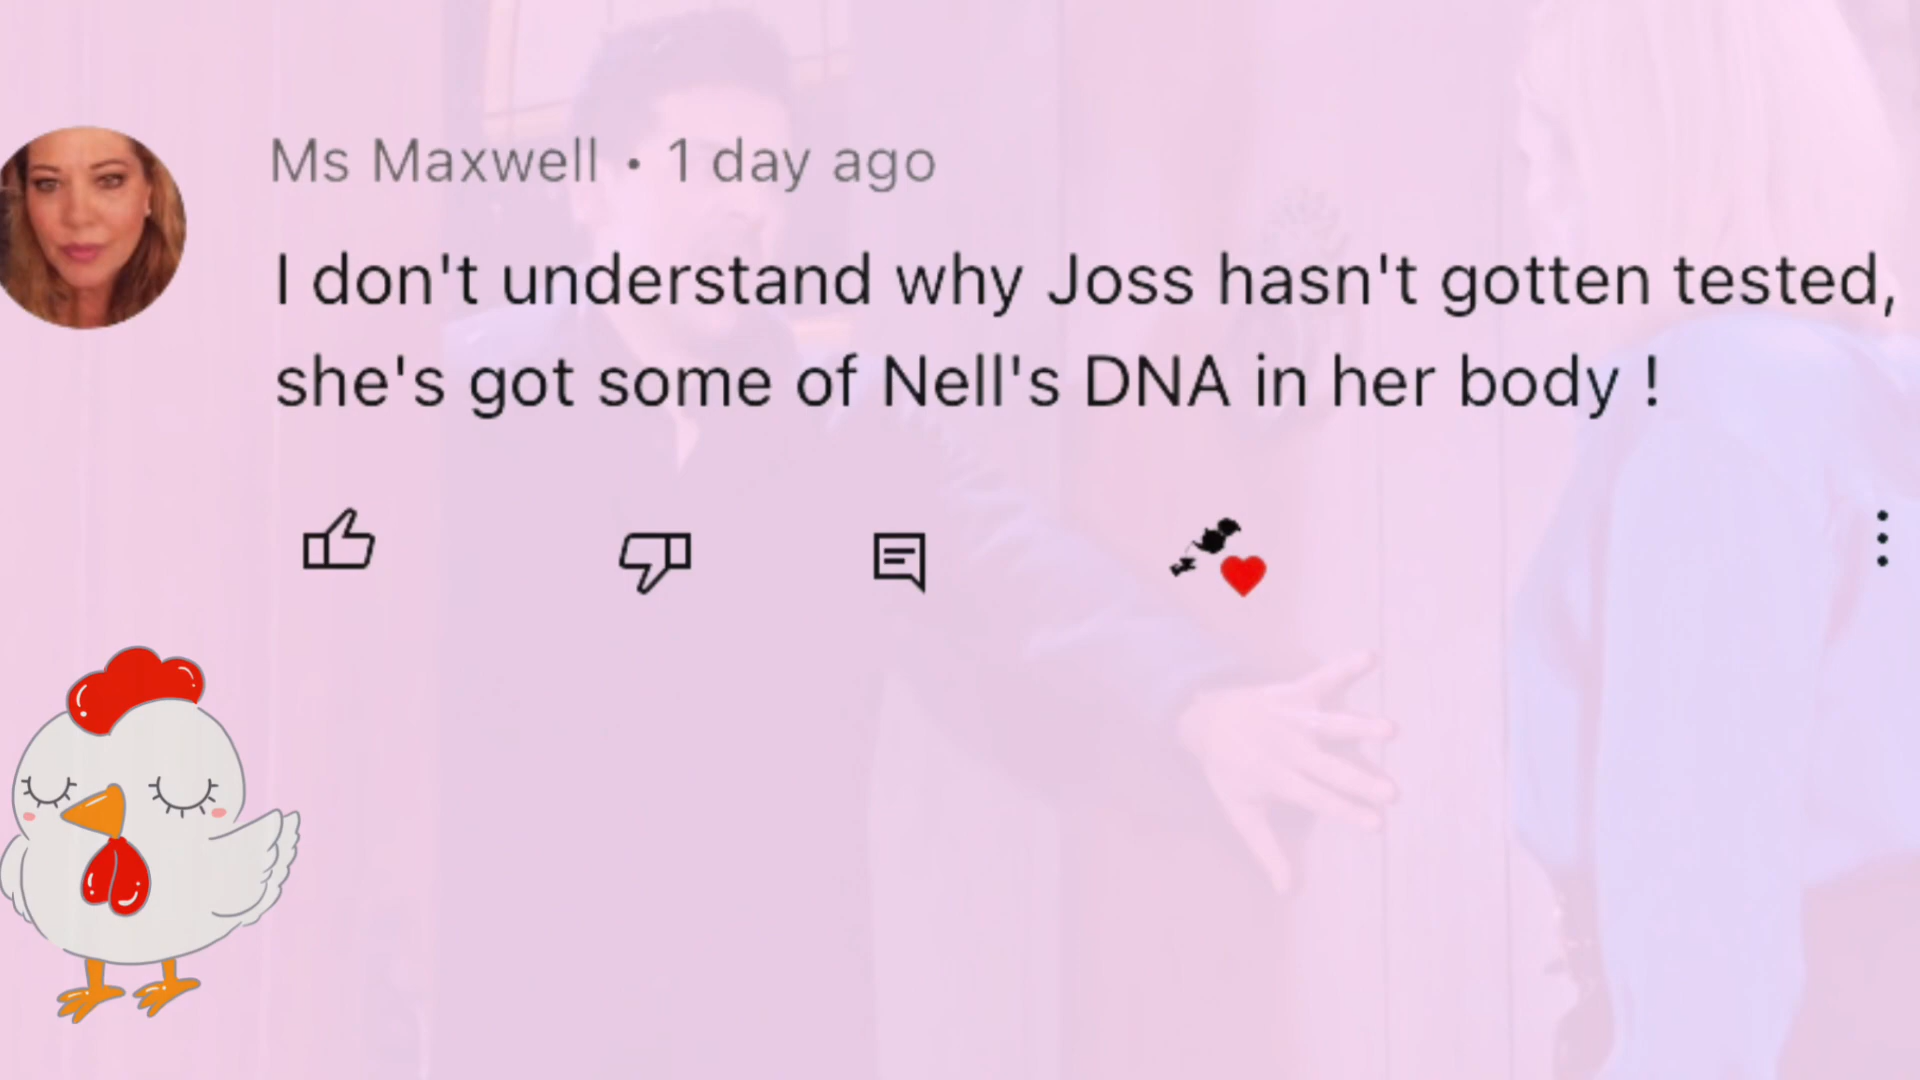 Ms Maxwell • 1 day ago
I don't understand why Joss hasn't gotten tested,
she's got some of Nell's DNA in her body !